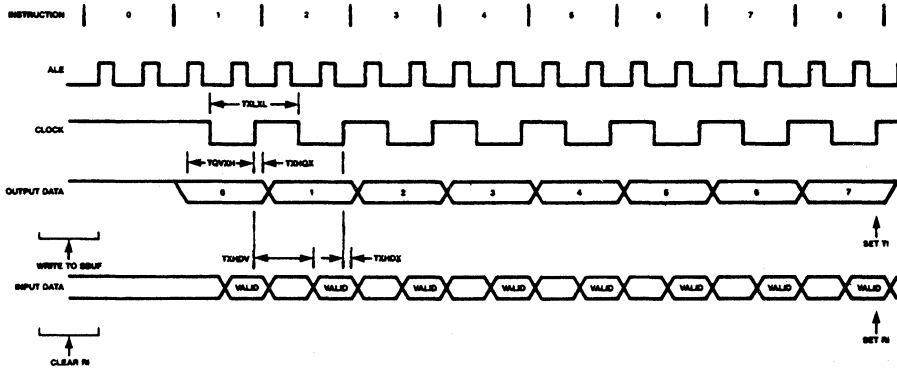 INSTRUCTION | 0 | 1 | 2 | 3 | 4 | 5 | 6 | 7 | 8 |
ALE
TXLXL
CLOCK
TQVXH TXHQX
OUTPUT DATA 0 1 2 3 4 5 6 7
SET TI
WRITE TO SBUF
TXHDV TXHDX
INPUT DATA VALID VALID VALID VALID VALID VALID VALID VALID
SET RI
CLEAR RI